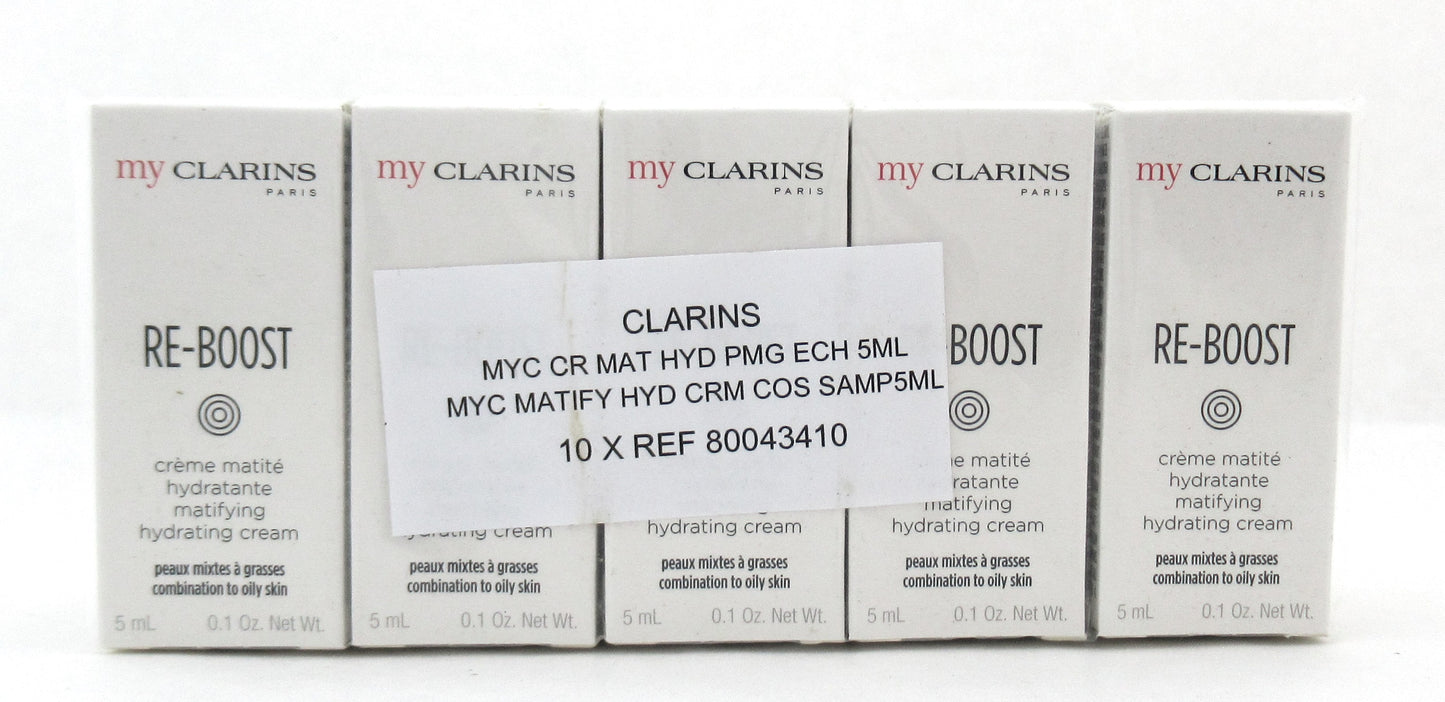 my CLARINS
PARIS
RE-BOOST
crème matité
hydratante
matifying
hydrating cream
peaux mixtes à grasses
combination to oily skin
5 mL 0.1 Oz. Net Wt.
my CLARINS
PARIS
hydrating cream
peaux mixtes à grasses
combination to oily skin
5 mL 0.1 Oz. Net Wt.
my CLARINS
PARIS
hydrating cream
peaux mixtes à grasses
combination to oily skin
5 mL 0.1 Oz. Net Wt.
CLARINS
MYC CR MAT HYD PMG ECH 5ML
MYC MATIFY HYD CRM COS SAMP5ML
10 X REF 80043410
my CLARINS
PARIS
BOOST
matité
matifying
hydrating cream
peaux mixtes à grasses
combination to oily skin
5 mL 0.1 Oz. Net Wt.
my CLARINS
PARIS
RE-BOOST
crème matité
hydratante
matifying
hydrating cream
peaux mixtes à grasses
combination to oily skin
5 mL 0.1 Oz. Net Wt.